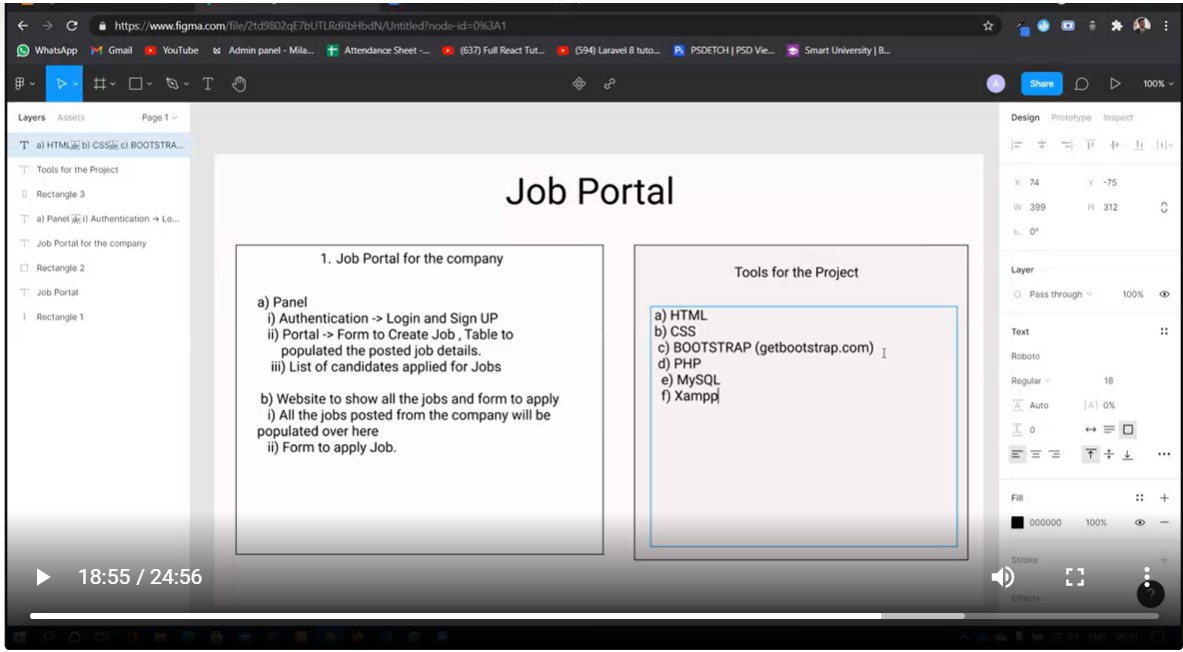 https://www.figma.com/file/2td9802qE7bUTLRdRbHbdN/Untitled?node-id=0%3A1
WhatsApp Gmail YouTube Admin panel - Mila... Attendance Sheet -... (637) Full React Tut... (594) Laravel 8 tuto... PSDETCH | PSD Vie... Smart University | B...
A Share 100%
Layers Assets Page 1
a) HTML b) CSS c) BOOTSTRA...
Tools for the Project
Rectangle 3
a) Panel i) Authentication → Lo...
Job Portal for the company
Rectangle 2
Job Portal
Rectangle 1
Job Portal
1. Job Portal for the company
a) Panel
i) Authentication -> Login and Sign UP
ii) Portal -> Form to Create Job , Table to
populated the posted job details.
iii) List of candidates applied for Jobs
b) Website to show all the jobs and form to apply
i) All the jobs posted from the company will be
populated over here
ii) Form to apply Job.
Tools for the Project
a) HTML
b) CSS
c) BOOTSTRAP (getbootstrap.com)
d) PHP
e) MySQL
f) Xampp
Design Prototype Inspect
X 74 Y -75
W 399 H 312
0°
Layer
Pass through 100%
Text
Roboto
Regular 18
A Auto |A| 0%
0
Fill
000000 100%
Stroke
Effects
?
18:55 / 24:56
ENG 05:10